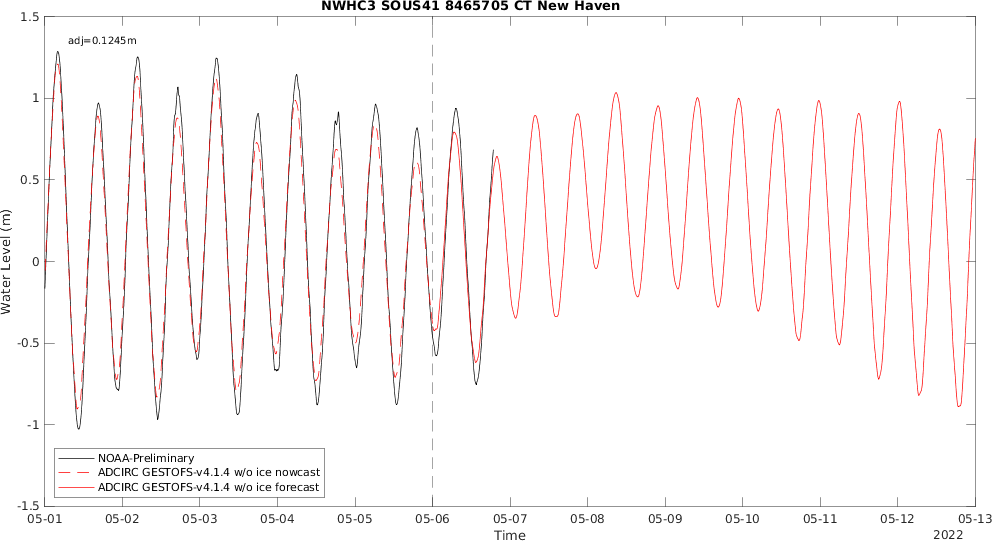 NWHC3 SOUS41 8465705 CT New Haven
adj=0.1245m
1.5
1
0.5
0
-0.5
-1
-1.5
Water Level (m)
NOAA-Preliminary
ADCIRC GESTOFS-v4.1.4 w/o ice nowcast
ADCIRC GESTOFS-v4.1.4 w/o ice forecast
05-01 05-02 05-03 05-04 05-05 05-06 05-07 05-08 05-09 05-10 05-11 05-12 05-13
Time
2022